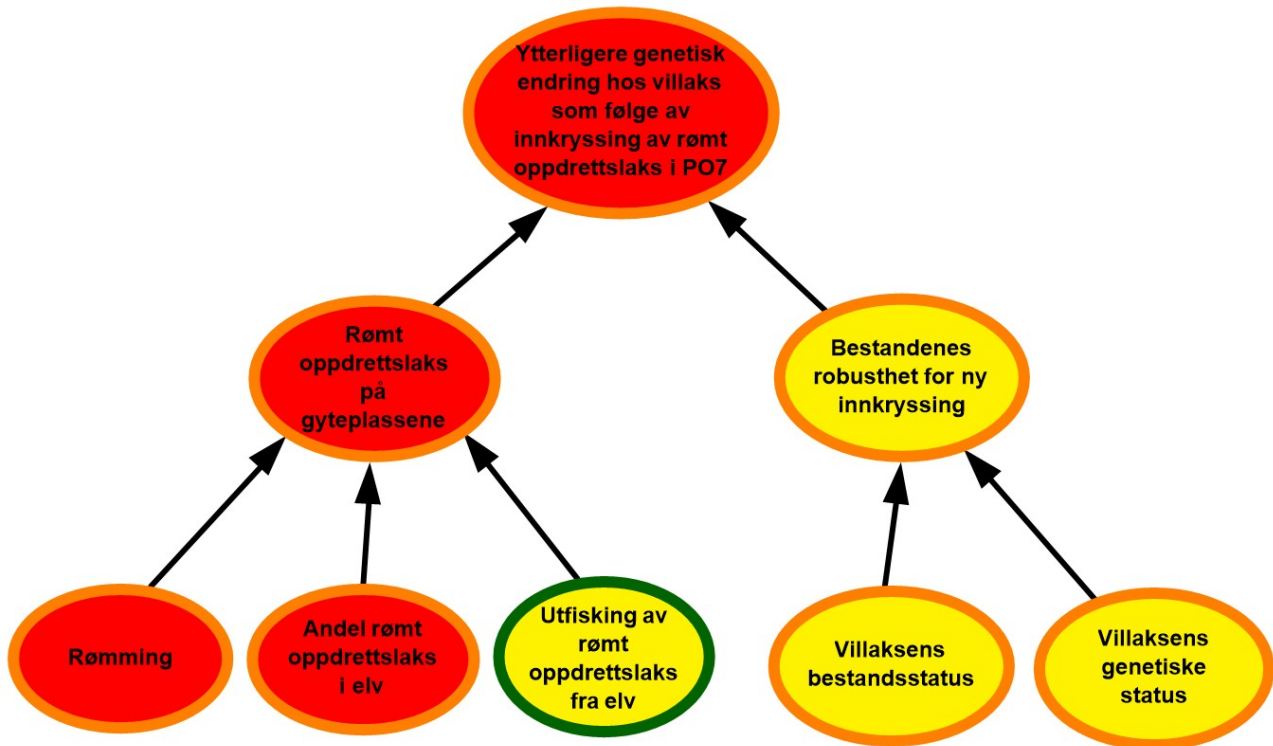 Ytterligere genetisk
endring hos villaks
som følge av
innkryssing av rømt
oppdrettslaks i PO7
Rømt
oppdrettslaks
på
gyteplassene
Bestandenes
robusthet for ny
innkryssing
Rømming
Andel rømt
oppdrettslaks
i elv
Utfisking av
rømt
oppdrettslaks
fra elv
Villaksens
bestandsstatus
Villaksens
genetiske
status